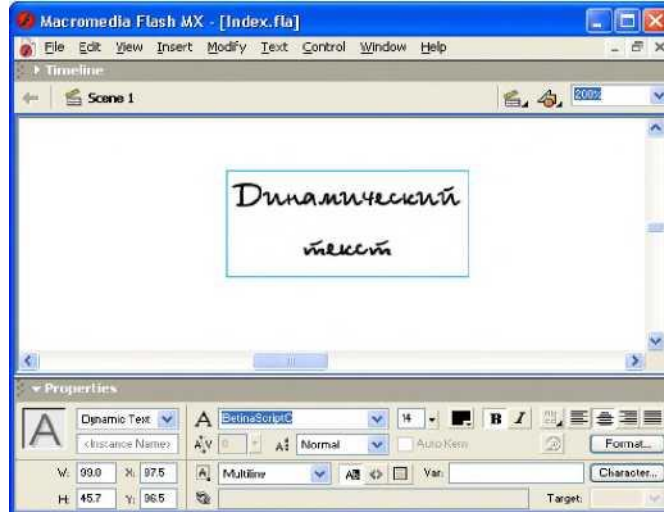 Macromedia Flash MX - [Index.fla]
File Edit View Insert Modify Text Control Window Help
Timeline
Scene 1 200%
Динамический
текст
Properties
A Dynamic Text A BetinaScriptC 14 B I
<Instance Name> A V 0 A Normal Auto Kern Format...
W: 99.0 X: 97.5 A Multiline Var: Character...
H: 45.7 Y: 96.5 Target: